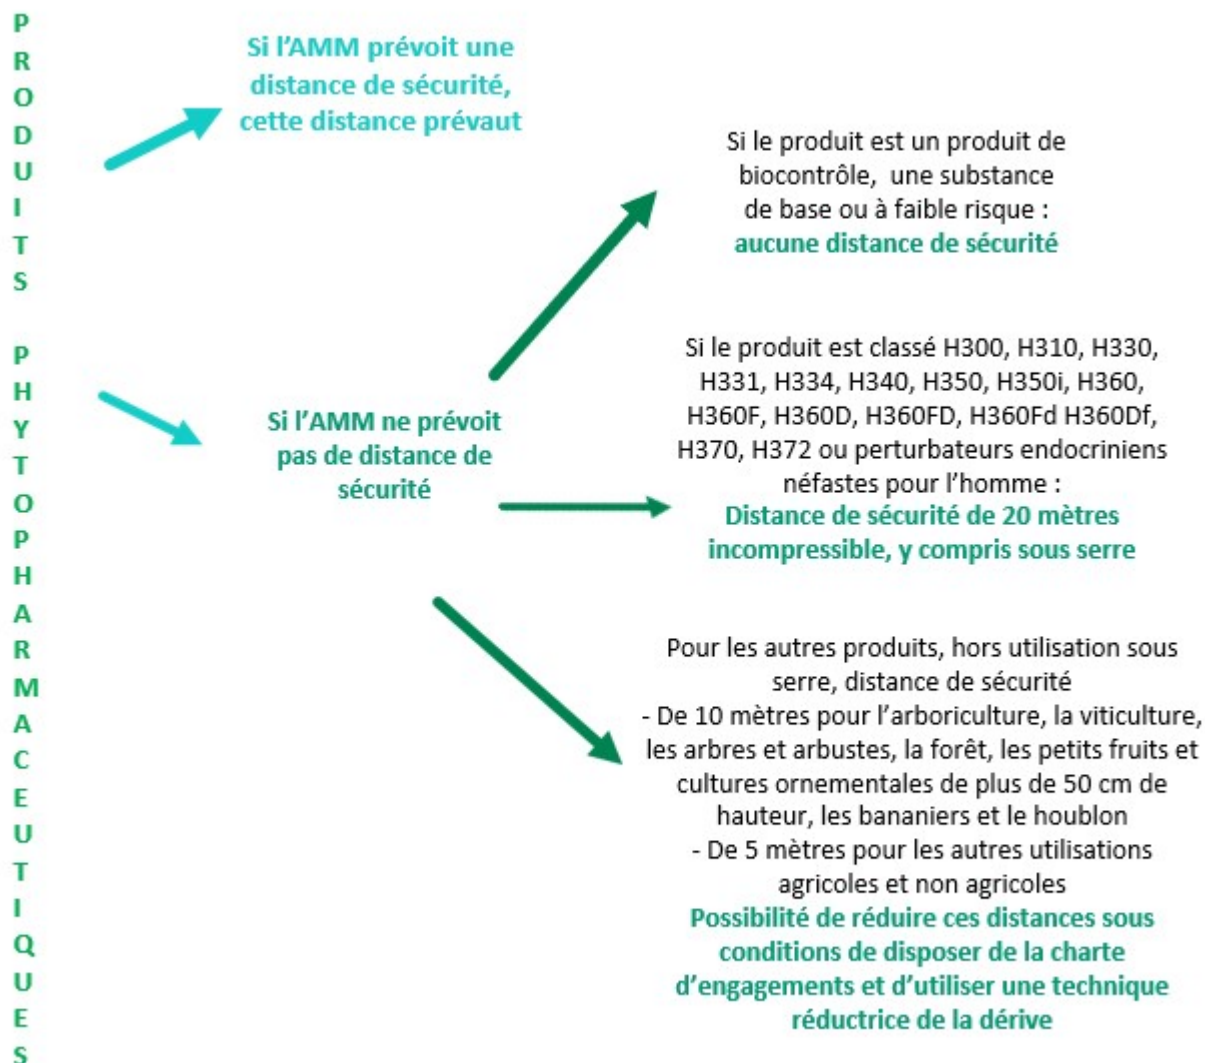 PRODUITS PHYTOPHARMACEUTIQUES
Si l'AMM prévoit une
distance de sécurité,
cette distance prévaut
Si l'AMM ne prévoit
pas de distance de
sécurité
Si le produit est un produit de
biocontrôle, une substance
de base ou à faible risque :
aucune distance de sécurité
Si le produit est classé H300, H310, H330,
H331, H334, H340, H350, H350i, H360,
H360F, H360D, H360FD, H360Fd H360Df,
H370, H372 ou perturbateurs endocriniens
néfastes pour l'homme :
Distance de sécurité de 20 mètres
incompressible, y compris sous serre
Pour les autres produits, hors utilisation sous
serre, distance de sécurité
- De 10 mètres pour l'arboriculture, la viticulture,
les arbres et arbustes, la forêt, les petits fruits et
cultures ornementales de plus de 50 cm de
hauteur, les bananiers et le houblon
- De 5 mètres pour les autres utilisations
agricoles et non agricoles
Possibilité de réduire ces distances sous
conditions de disposer de la charte
d'engagements et d'utiliser une technique
réductrice de la dérive